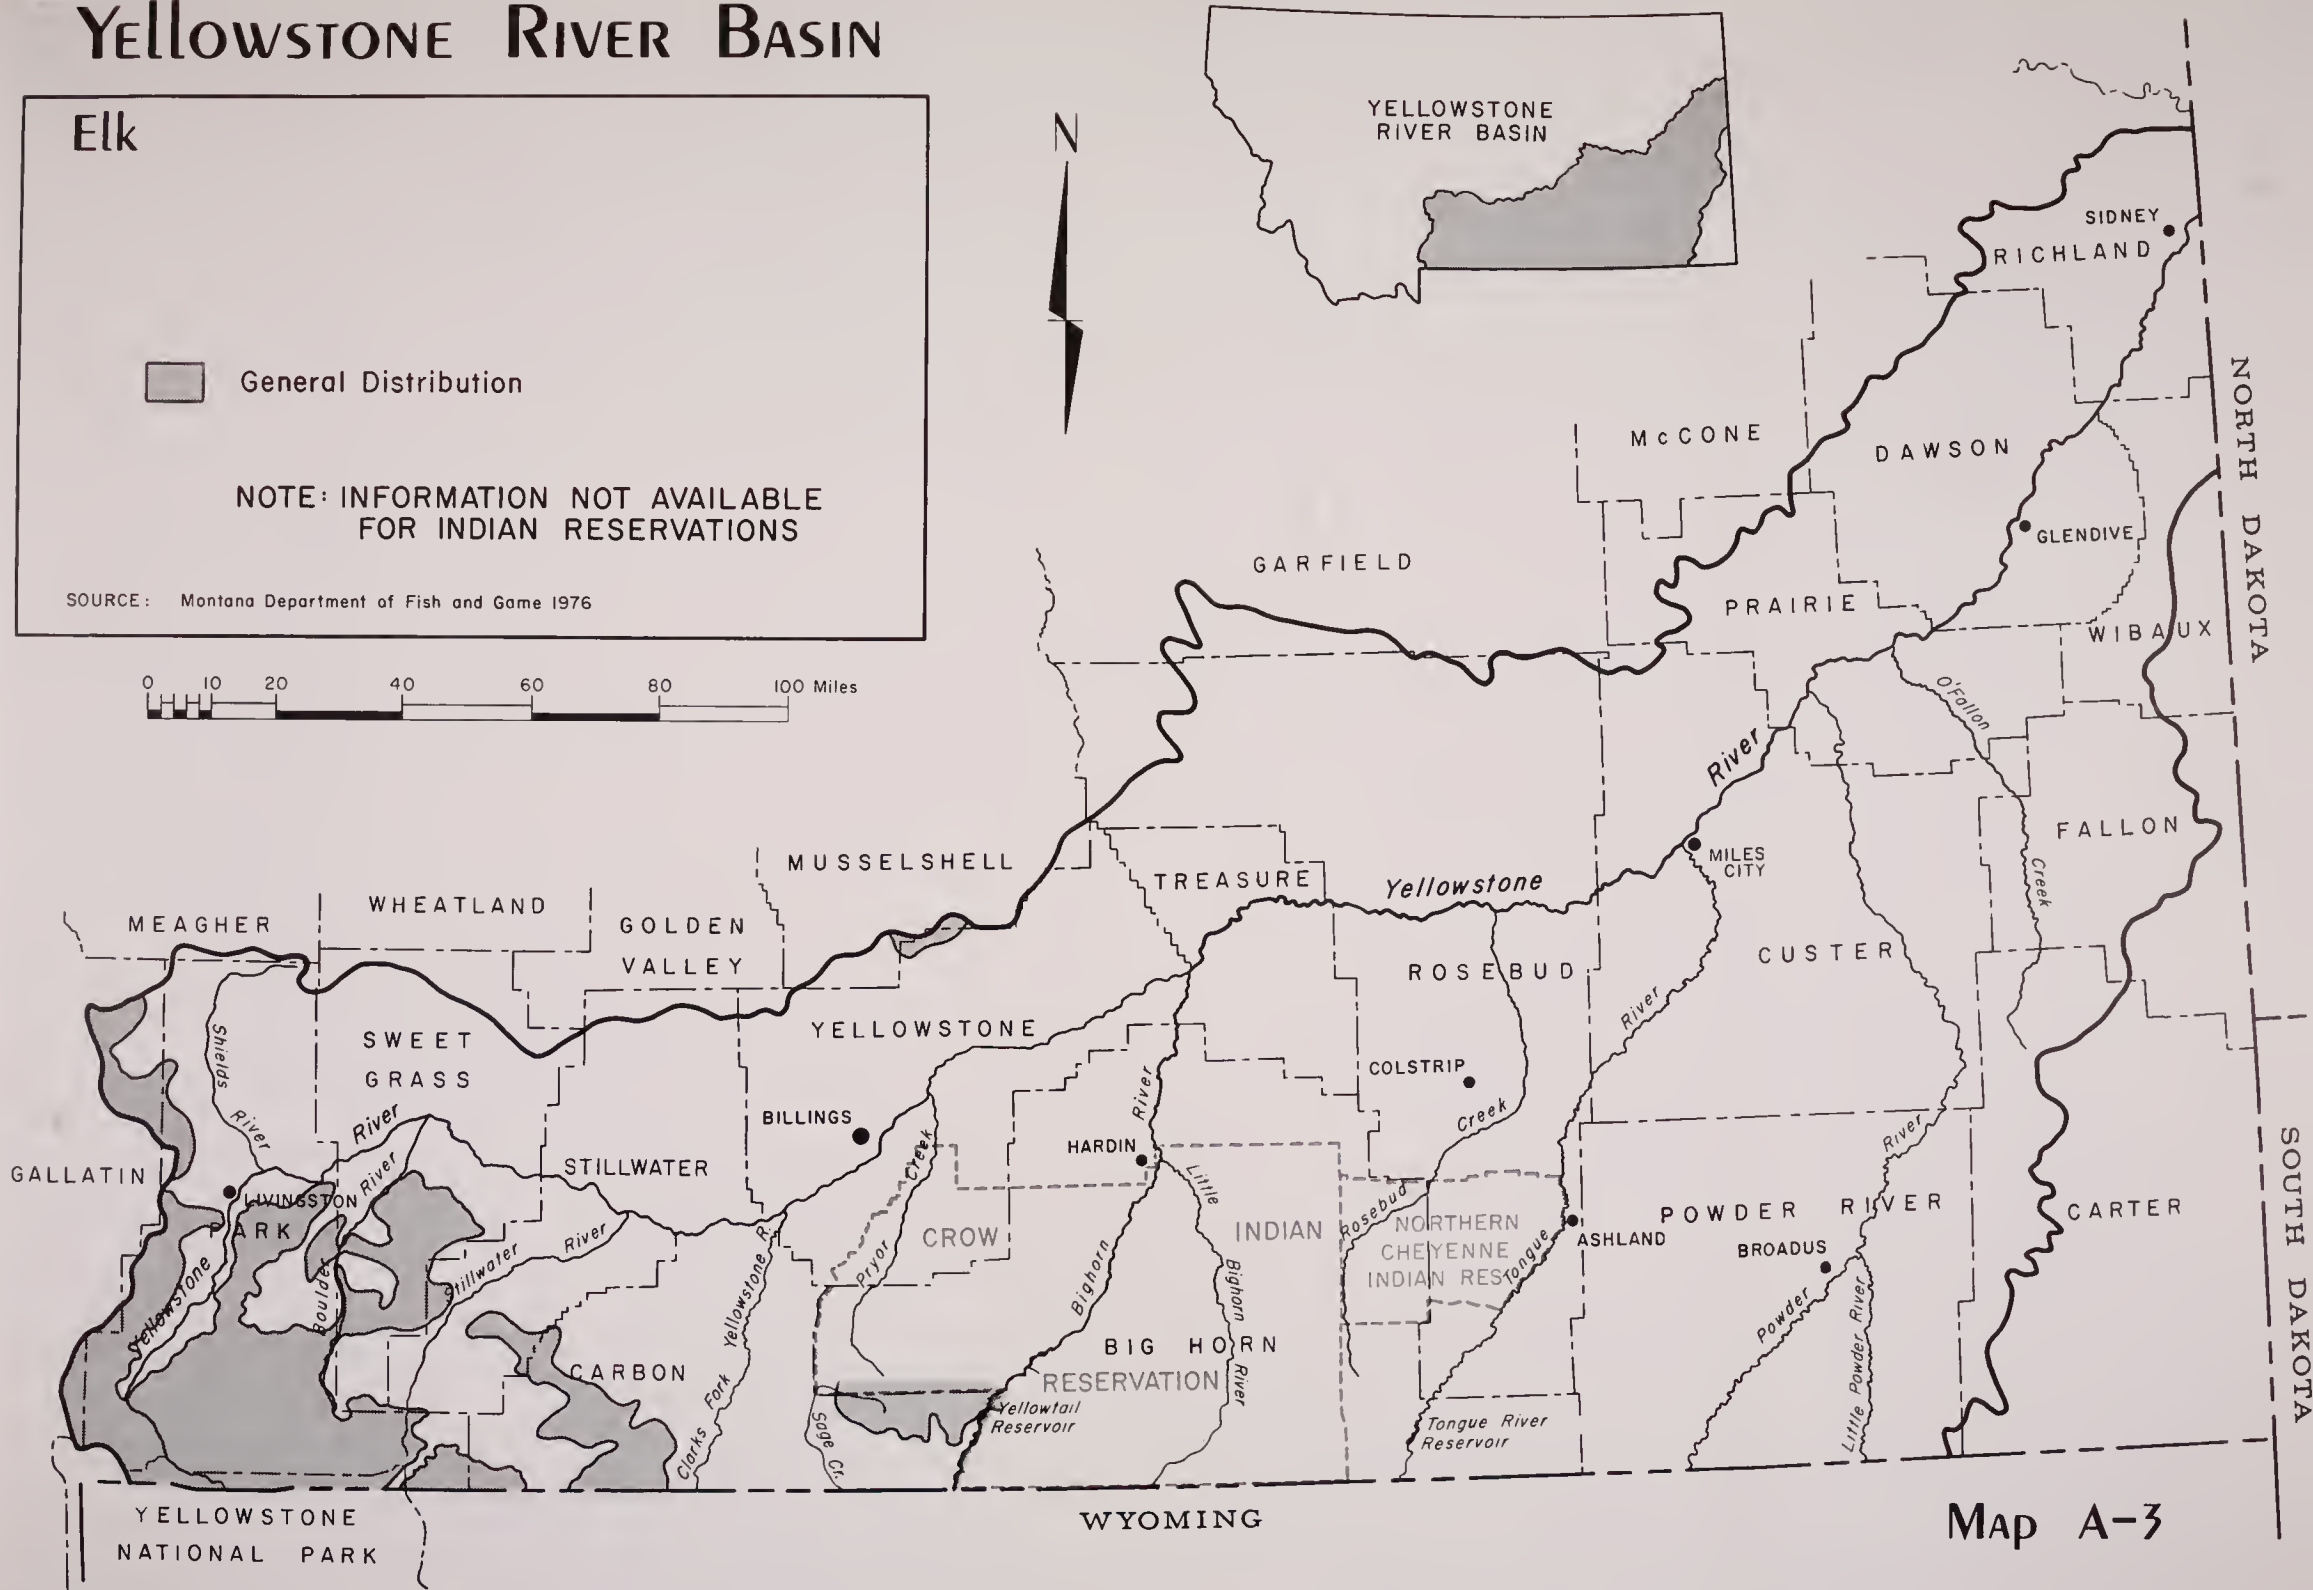 YELLOWSTONE RIVER BASIN
Elk
General Distribution
NOTE: INFORMATION NOT AVAILABLE
FOR INDIAN RESERVATIONS
SOURCE: Montana Department of Fish and Game 1976
0 10 20 40 60 80 100 Miles
N
YELLOWSTONE
RIVER BASIN
SIDNEY
RICHLAND
NORTH DAKOTA
McCONE
DAWSON
GLENDIVE
GARFIELD
PRAIRIE
WIBAUX
O'Fallon
Creek
River
FALLON
MUSSELSHELL
TREASURE
Yellowstone
MILES
CITY
MEAGHER
WHEATLAND
GOLDEN
VALLEY
ROSEBUD
CUSTER
River
Shields
River
SWEET
GRASS
YELLOWSTONE
COLSTRIP
River
BILLINGS
Creek
HARDIN
River
River
GALLATIN
STILLWATER
LIVINGSTON
River
PARK
Little
Bighorn
River
Rosebud
Creek
NORTHERN
CHEYENNE
INDIAN RES
Tongue
ASHLAND
POWDER RIVER
BROADUS
CARTER
CROW
INDIAN
Stillwater River
Yellowstone
Boulder
Pryor
Bighorn
Clarks Fork Yellowstone R.
BIG HORN
RESERVATION
CARBON
Powder
Little Powder River
Yellowtail
Reservoir
Sage Cr.
Tongue River
Reservoir
SOUTH DAKOTA
YELLOWSTONE
NATIONAL PARK
WYOMING
MAP A-3